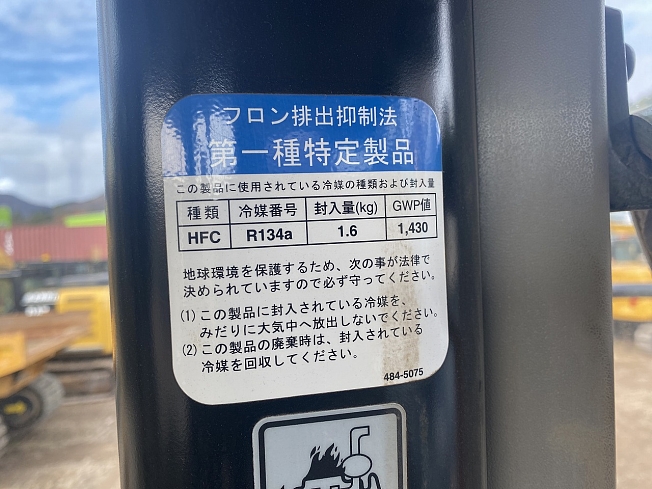 フロン排出抑制法
第一種特定製品
この製品に使用されている冷媒の種類および封入量
種類 冷媒番号 封入量(kg) GWP値
HFC R134a 1.6 1,430
地球環境を保護するため、次の事が法律で
決められていますので必ず守ってください。
(1) この製品に封入されている冷媒を、
みだりに大気中へ放出しないでください。
(2) この製品の廃棄時は、封入されている
冷媒を回収してください。
484-5075